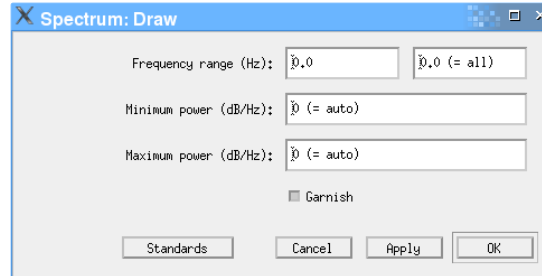 Spectrum: Draw
Frequency range (Hz): 0.0 0.0 (= all)
Minimum power (dB/Hz): 0 (= auto)
Maximum power (dB/Hz): 0 (= auto)
Garnish
Standards Cancel Apply OK